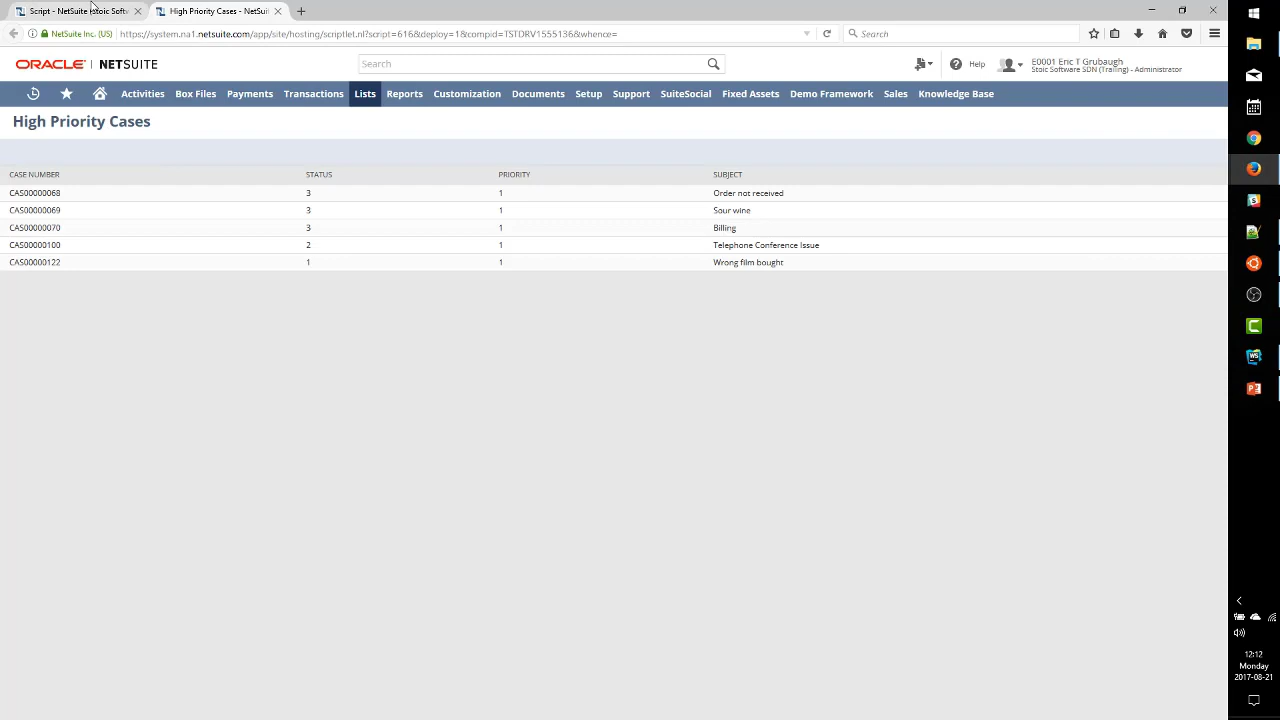 Script - NetSuite (Stoic Softw
High Priority Cases - NetSuit
NetSuite Inc. (US)
https://system.na1.netsuite.com/app/site/hosting/scriptlet.nl?script=616&deploy=1&compid=TSTDRV1555136&whence=
Search
ORACLE | NETSUITE
Search
Help
E0001 Eric T Grubaugh
Stoic Software SDN (Trailing) - Administrator
Activities Box Files Payments Transactions Lists Reports Customization Documents Setup Support SuiteSocial Fixed Assets Demo Framework Sales Knowledge Base
High Priority Cases
CASE NUMBER STATUS PRIORITY SUBJECT
CAS00000068 3 1 Order not received
CAS00000069 3 1 Sour wine
CAS00000070 3 1 Billing
CAS00000100 2 1 Telephone Conference Issue
CAS00000122 1 1 Wrong film bought
12:12
Monday
2017-08-21